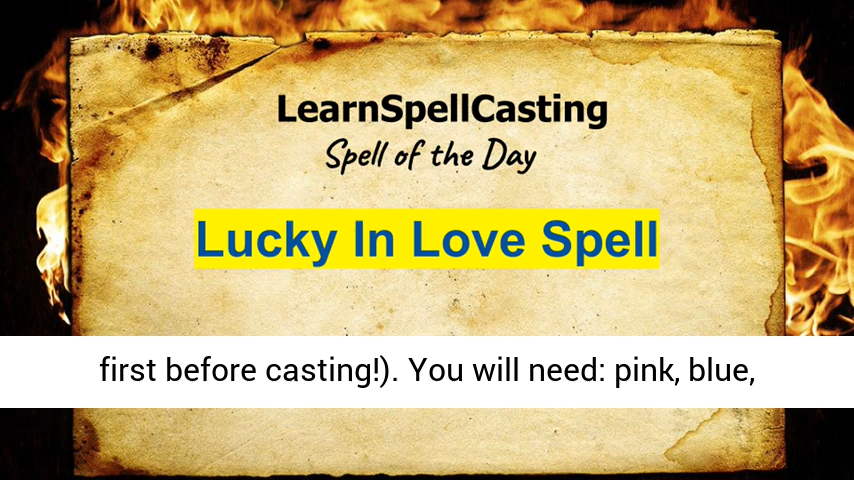 LearnSpellCasting
Spell of the Day
Lucky In Love Spell
first before casting!). You will need: pink, blue,